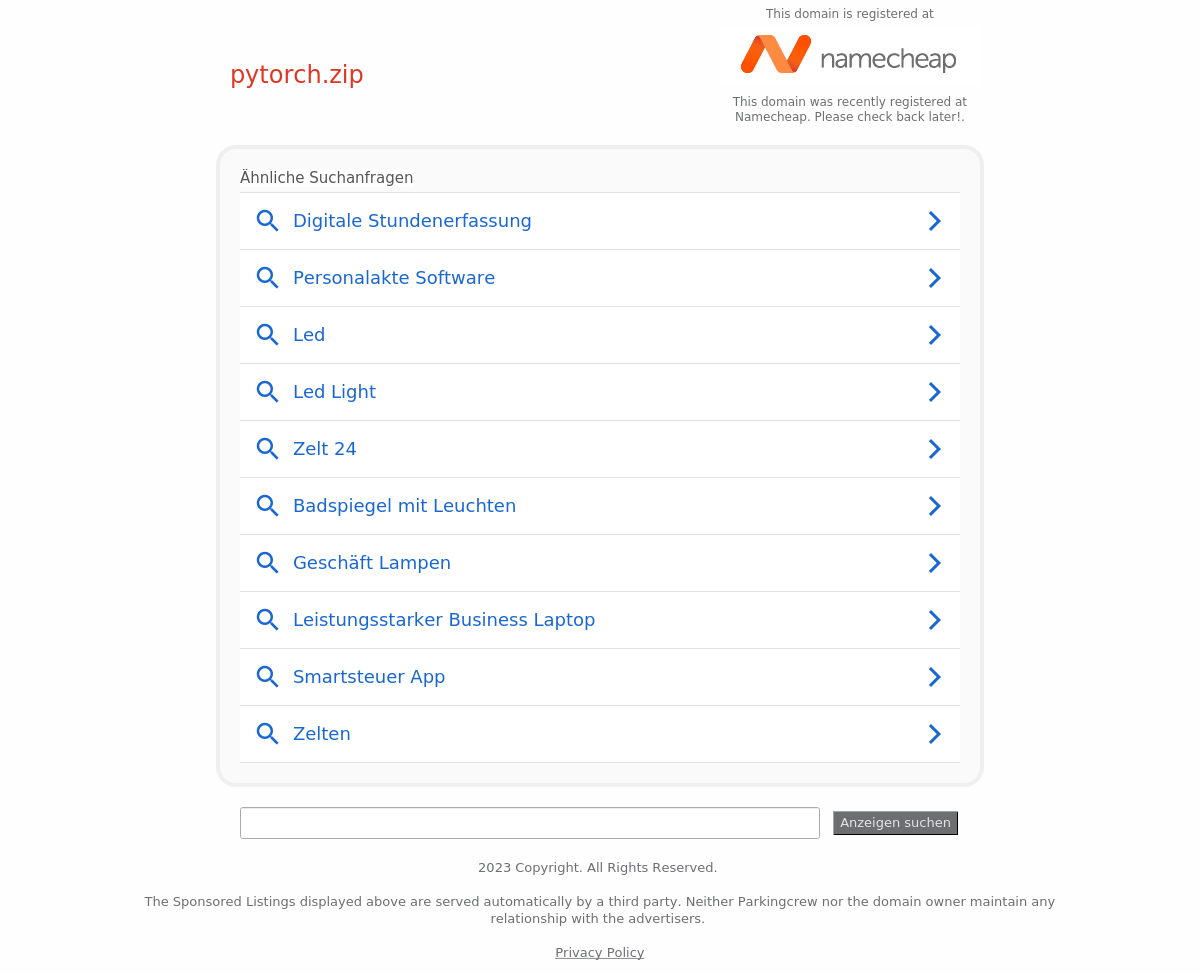 This domain is registered at
namecheap
pytorch.zip
This domain was recently registered at
Namecheap. Please check back later!.
Ähnliche Suchanfragen
Digitale Stundenerfassung
Personalakte Software
Led
Led Light
Zelt 24
Badspiegel mit Leuchten
Geschäft Lampen
Leistungsstarker Business Laptop
Smartsteuer App
Zelten
Anzeigen suchen
2023 Copyright. All Rights Reserved.
The Sponsored Listings displayed above are served automatically by a third party. Neither Parkingcrew nor the domain owner maintain any
relationship with the advertisers.
Privacy Policy